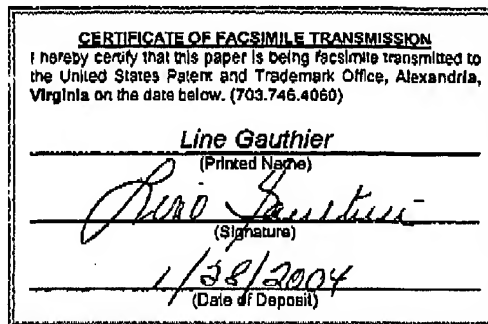 CERTIFICATE OF FACSIMILE TRANSMISSION
I hereby certify that this paper is being facsimile transmitted to
the United States Patent and Trademark Office, Alexandria,
Virginia on the date below. (703.746.4060)
Line Gauthier
(Printed Name)
(Signature)
1/28/2004
(Date of Deposit)